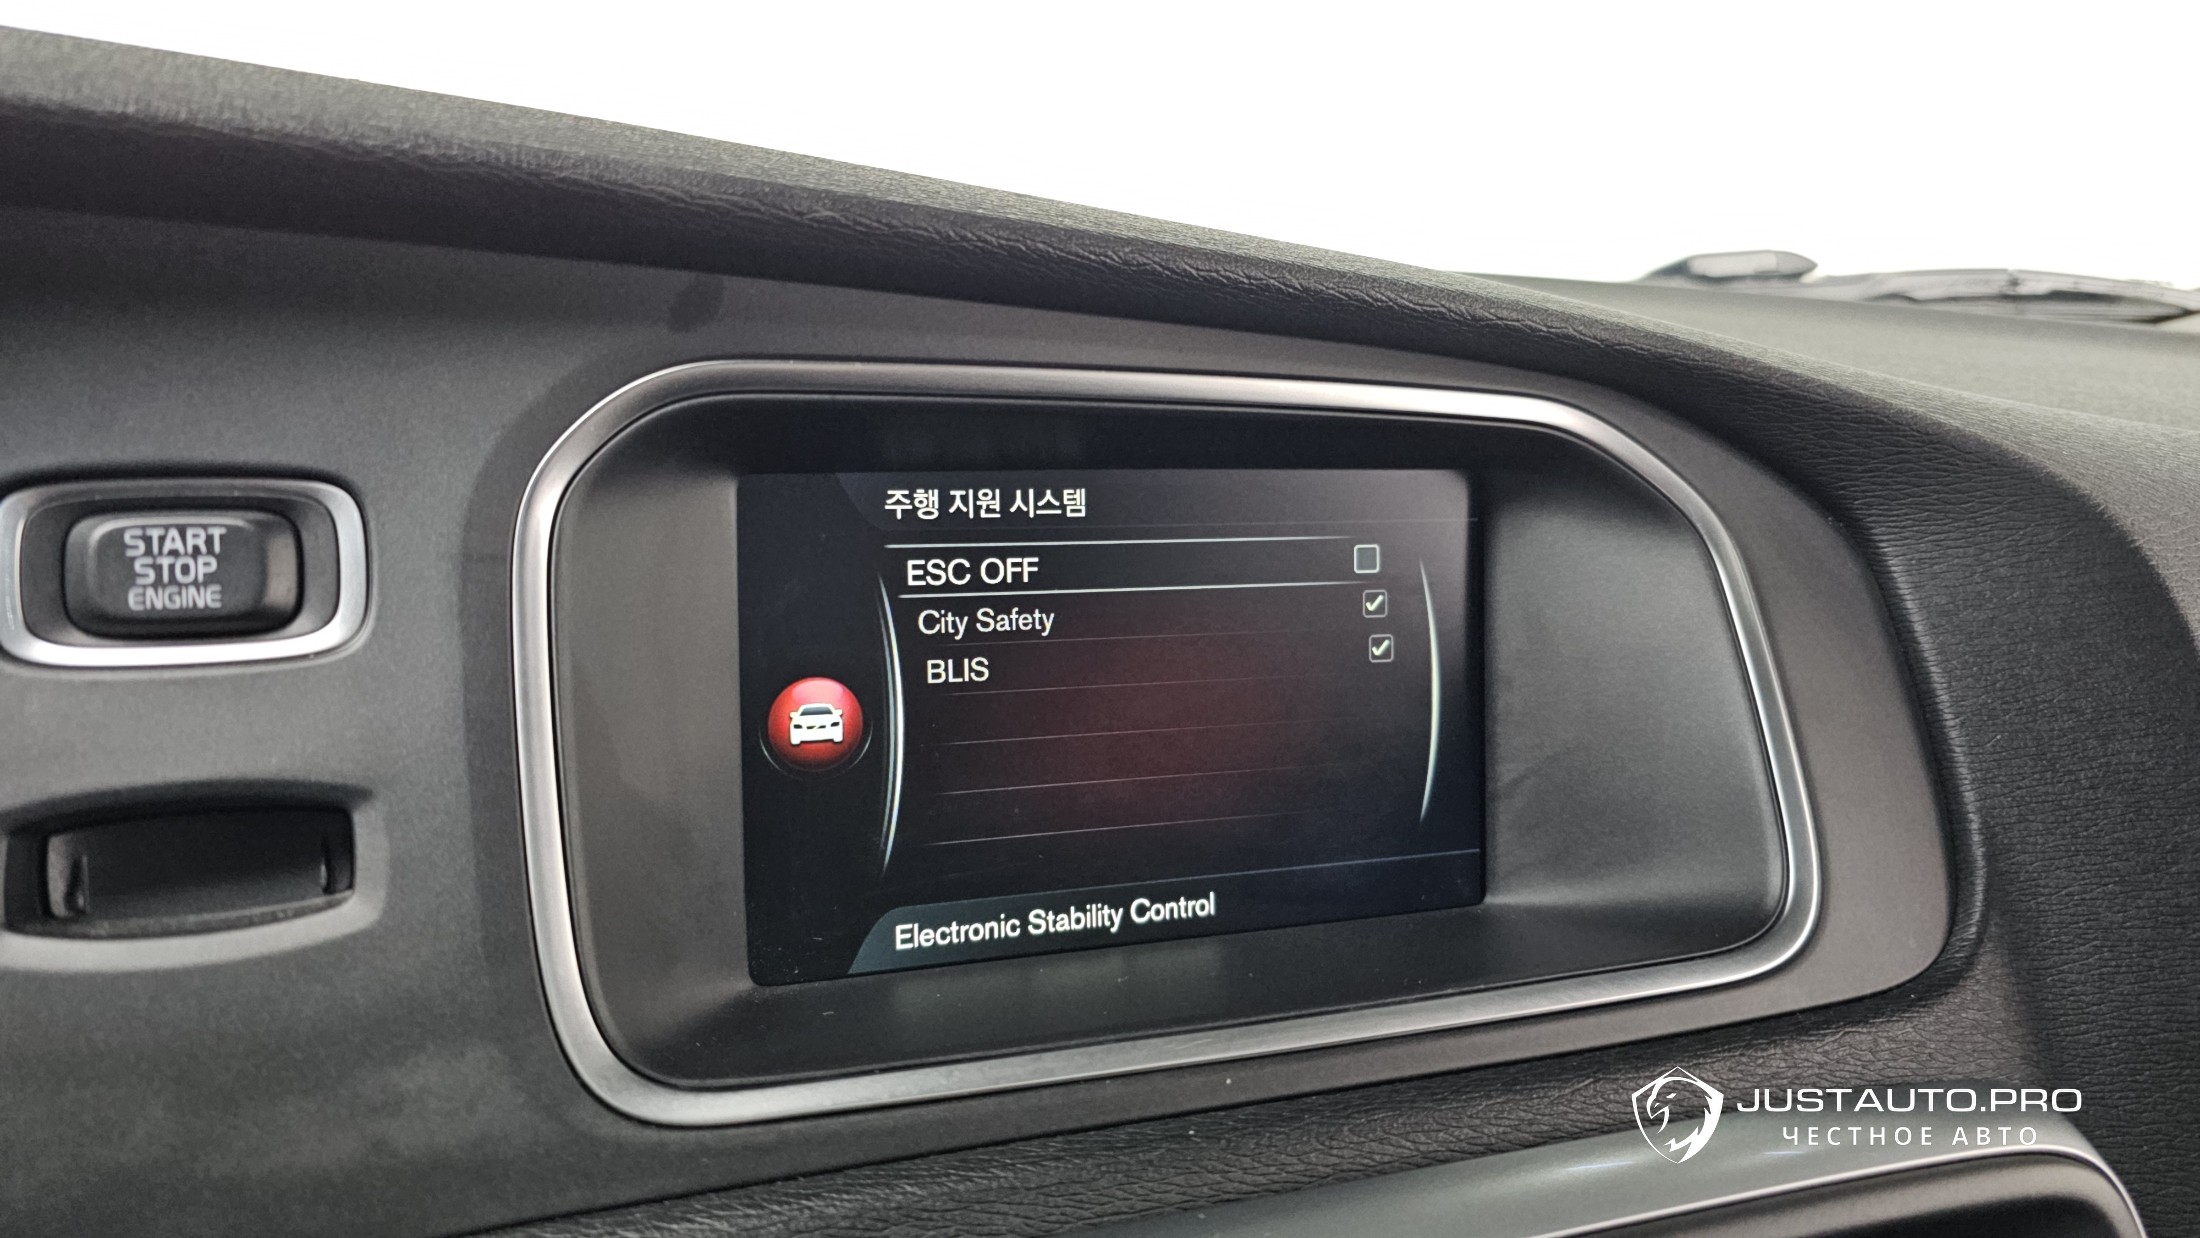 START
STOP
ENGINE
주행 지원 시스템
ESC OFF
City Safety
BLIS
Electronic Stability Control
JUSTAUTO.PRO
ЧЕСТНОЕ АВТО